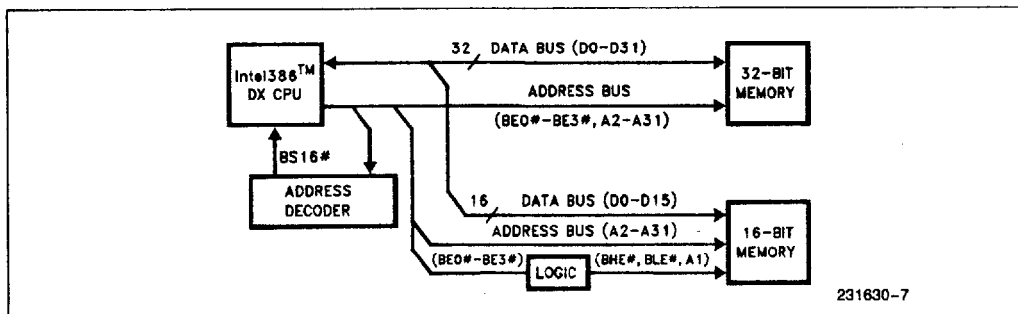 Intel386™
DX CPU
32 DATA BUS (D0-D31)
ADDRESS BUS
(BE0#-BE3#, A2-A31)
32-BIT
MEMORY
BS16#
ADDRESS
DECODER
16 DATA BUS (D0-D15)
ADDRESS BUS (A2-A31)
(BE0#-BE3#)
LOGIC
(BHE#, BLE#, A1)
16-BIT
MEMORY
231630-7